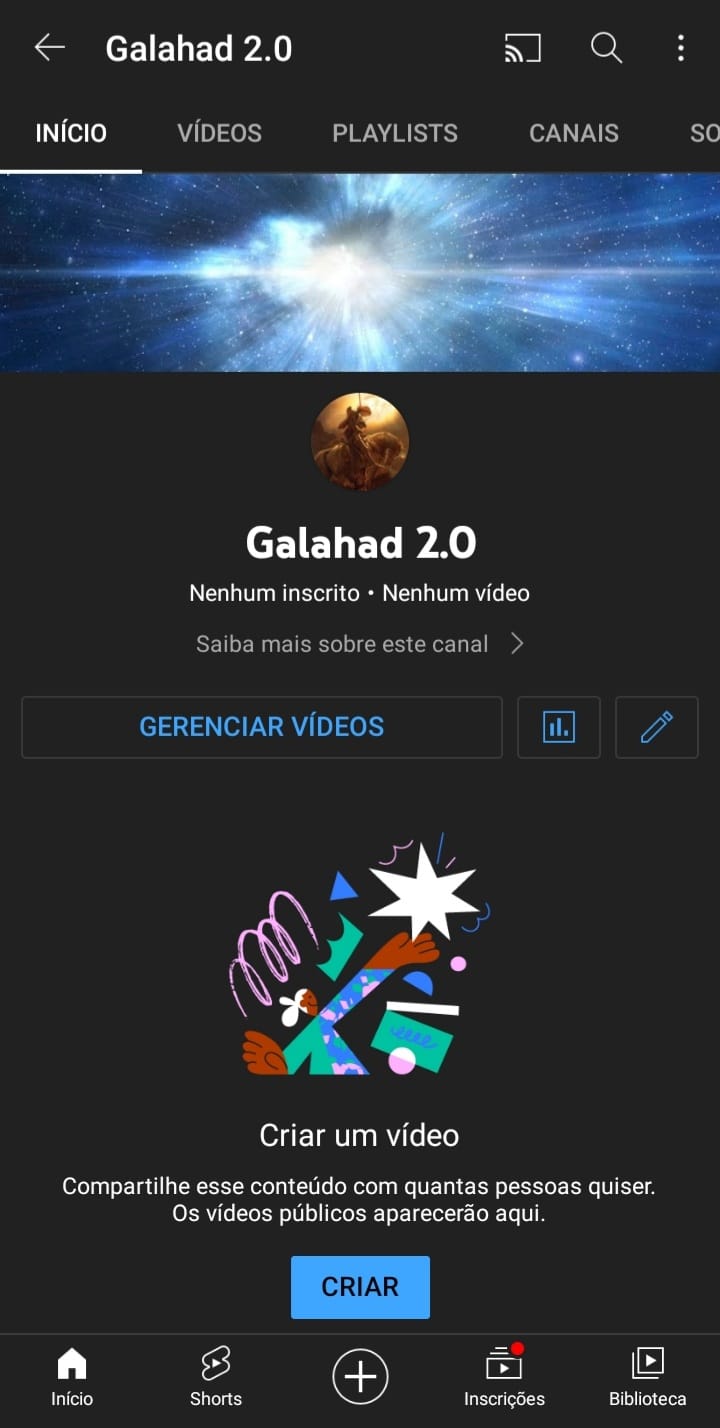 Galahad 2.0
INÍCIO VÍDEOS PLAYLISTS CANAIS SO
Galahad 2.0
Nenhum inscrito • Nenhum vídeo
Saiba mais sobre este canal
GERENCIAR VÍDEOS
Criar um vídeo
Compartilhe esse conteúdo com quantas pessoas quiser.
Os vídeos públicos aparecerão aqui.
CRIAR
Início Shorts Inscrições Biblioteca